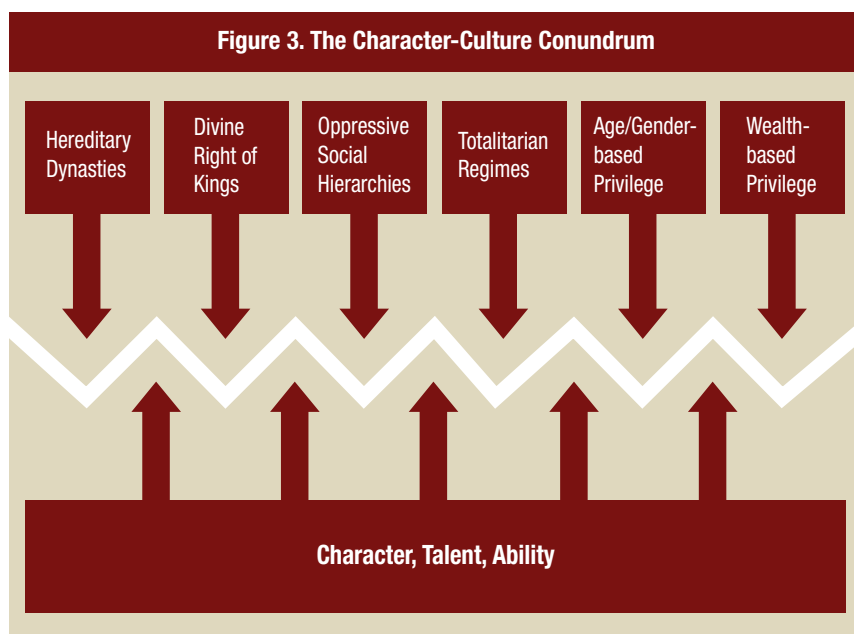 Figure 3. The Character-Culture Conundrum
Hereditary
Dynasties
Divine
Right of
Kings
Oppressive
Social
Hierarchies
Totalitarian
Regimes
Age/Gender-
based
Privilege
Wealth-
based
Privilege
Character, Talent, Ability